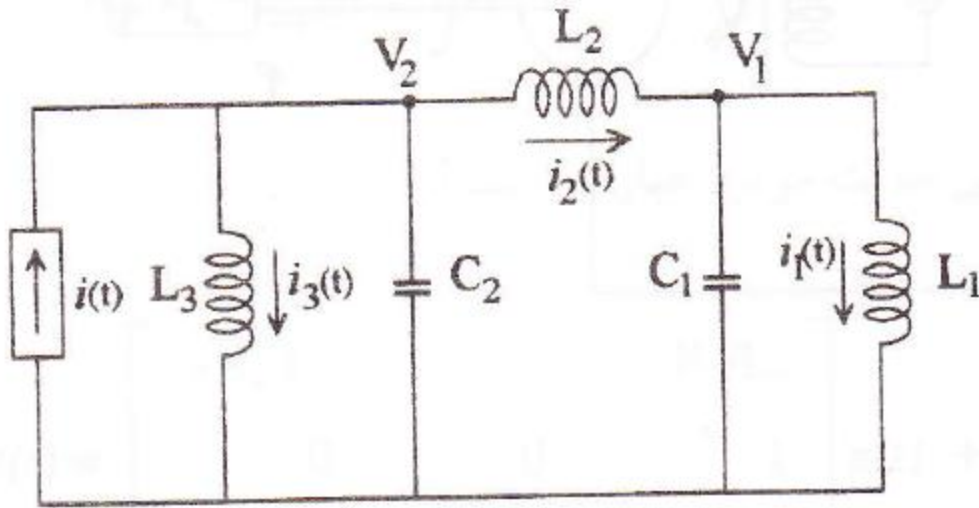 L₂
V₂
V₁
i₂(t)
i(t)
L₃
i₃(t)
C₂
C₁
i₁(t)
L₁